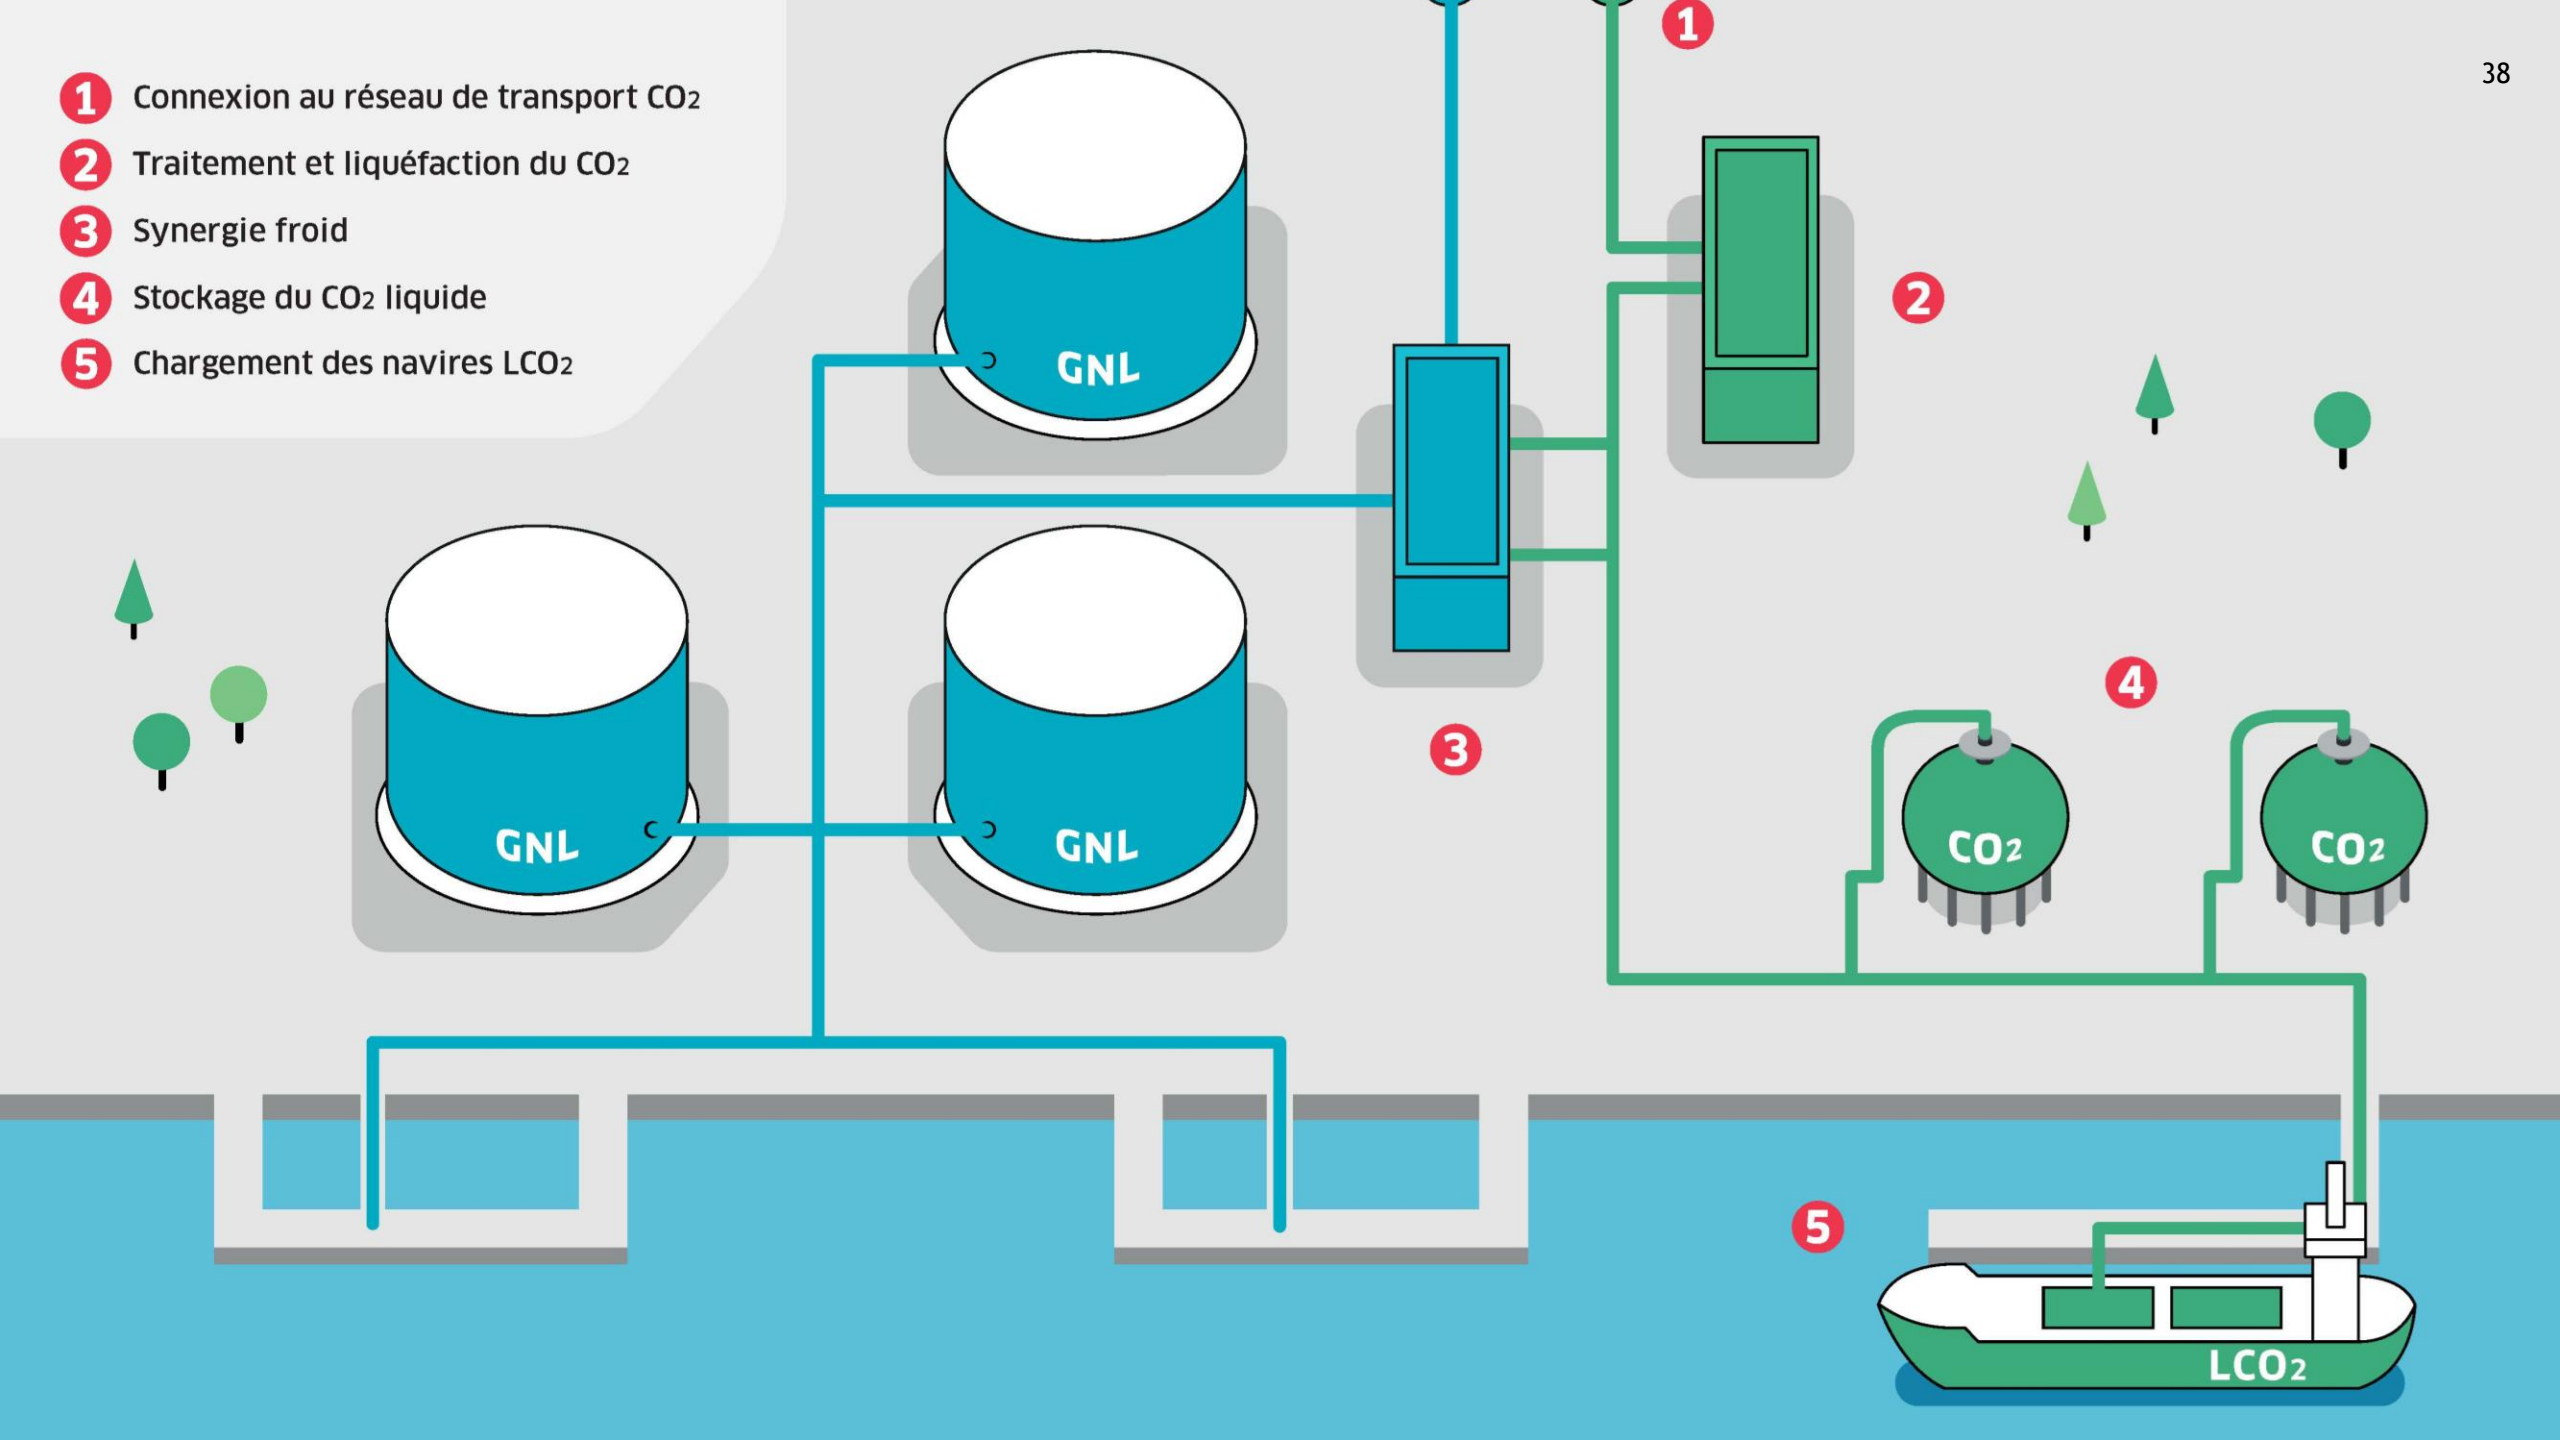 1
38
1 Connexion au réseau de transport CO2
2 Traitement et liquéfaction du CO2
3 Synergie froid
4 Stockage du CO2 liquide
5 Chargement des navires LCO2
2
GNL
4
3
GNL
GNL
CO2
CO2
5
LCO2